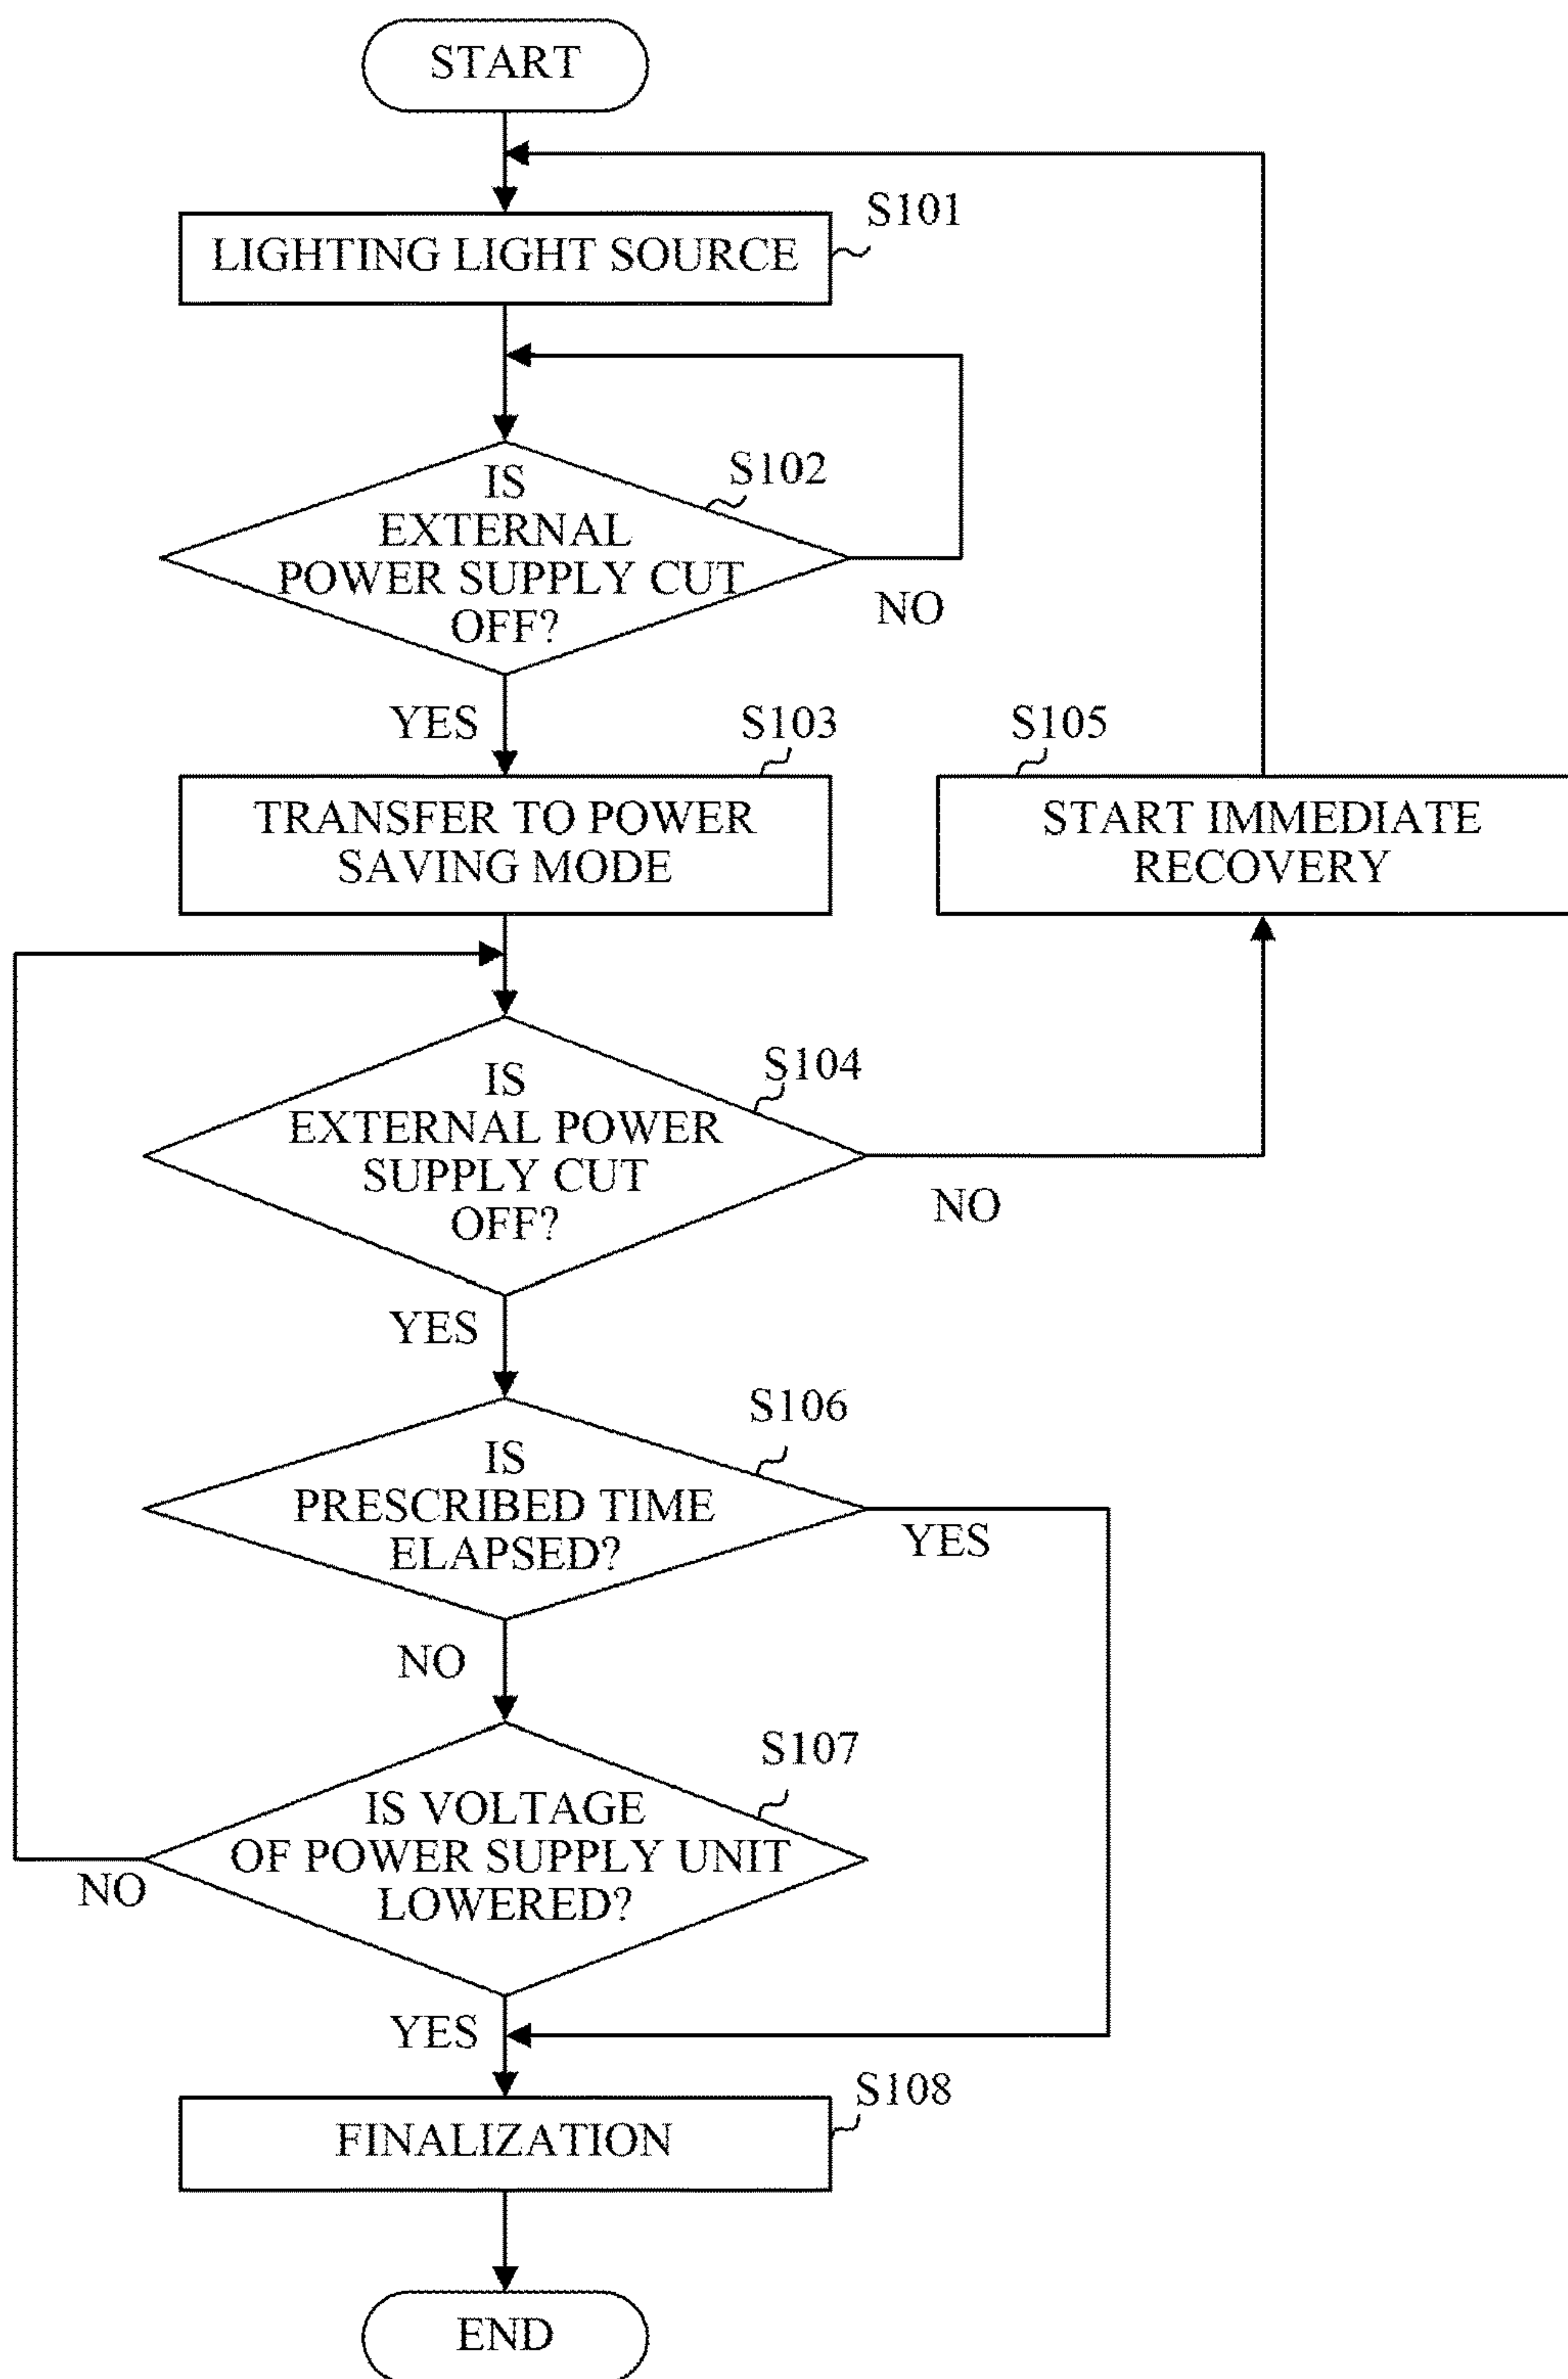 START
S101
LIGHTING LIGHT SOURCE
S102
IS
EXTERNAL
POWER SUPPLY CUT
OFF?
NO
YES
S103
TRANSFER TO POWER
SAVING MODE
S105
START IMMEDIATE
RECOVERY
S104
IS
EXTERNAL POWER
SUPPLY CUT
OFF?
NO
YES
S106
IS
PRESCRIBED TIME
ELAPSED?
YES
NO
S107
IS VOLTAGE
OF POWER SUPPLY UNIT
LOWERED?
NO
YES
S108
FINALIZATION
END